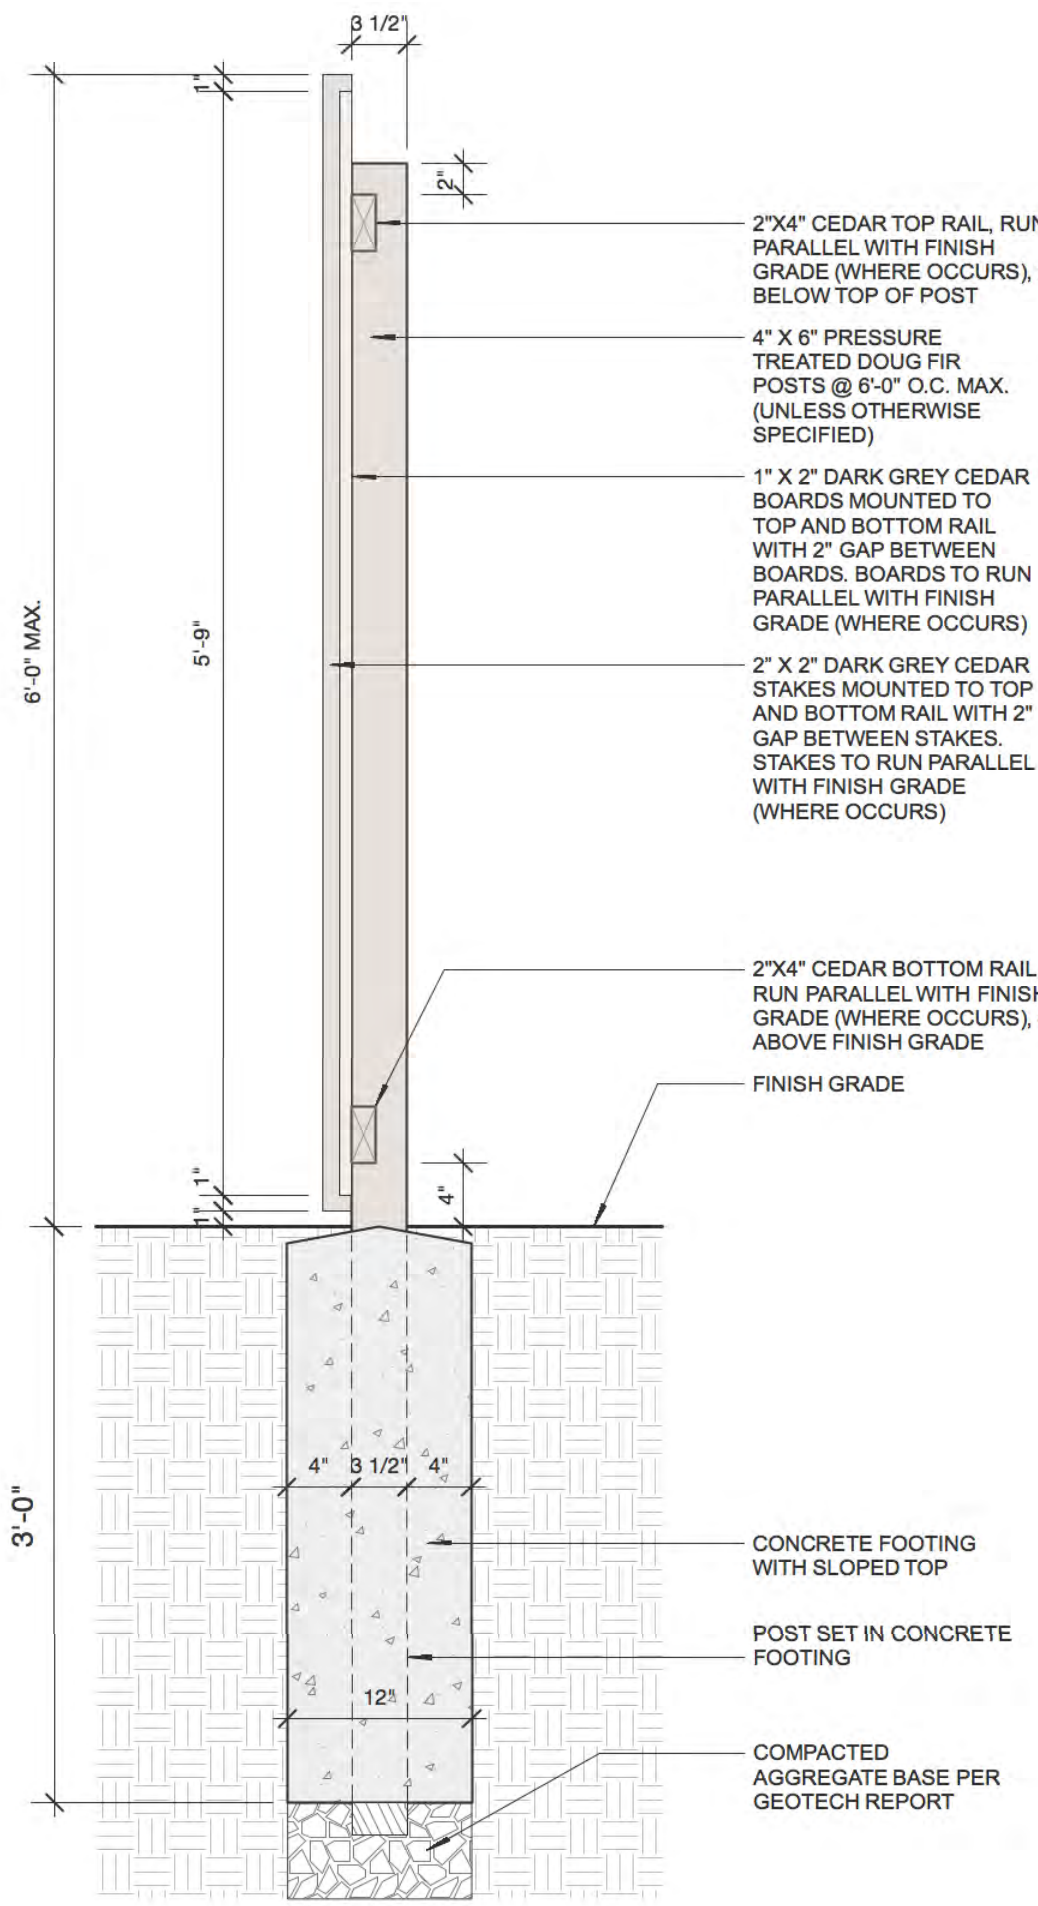 3 1/2"
1"
2"
2"X4" CEDAR TOP RAIL, RUN
PARALLEL WITH FINISH
GRADE (WHERE OCCURS),
BELOW TOP OF POST
4" X 6" PRESSURE
TREATED DOUG FIR
POSTS @ 6'-0" O.C. MAX.
(UNLESS OTHERWISE
SPECIFIED)
1" X 2" DARK GREY CEDAR
BOARDS MOUNTED TO
TOP AND BOTTOM RAIL
WITH 2" GAP BETWEEN
BOARDS. BOARDS TO RUN
PARALLEL WITH FINISH
GRADE (WHERE OCCURS)
6'-0" MAX.
5'-9"
2" X 2" DARK GREY CEDAR
STAKES MOUNTED TO TOP
AND BOTTOM RAIL WITH 2"
GAP BETWEEN STAKES.
STAKES TO RUN PARALLEL
WITH FINISH GRADE
(WHERE OCCURS)
2"X4" CEDAR BOTTOM RAIL
RUN PARALLEL WITH FINISH
GRADE (WHERE OCCURS),
ABOVE FINISH GRADE
FINISH GRADE
1"
1"
4"
4"
3 1/2"
4"
3'-0"
CONCRETE FOOTING
WITH SLOPED TOP
POST SET IN CONCRETE
FOOTING
12"
COMPACTED
AGGREGATE BASE PER
GEOTECH REPORT